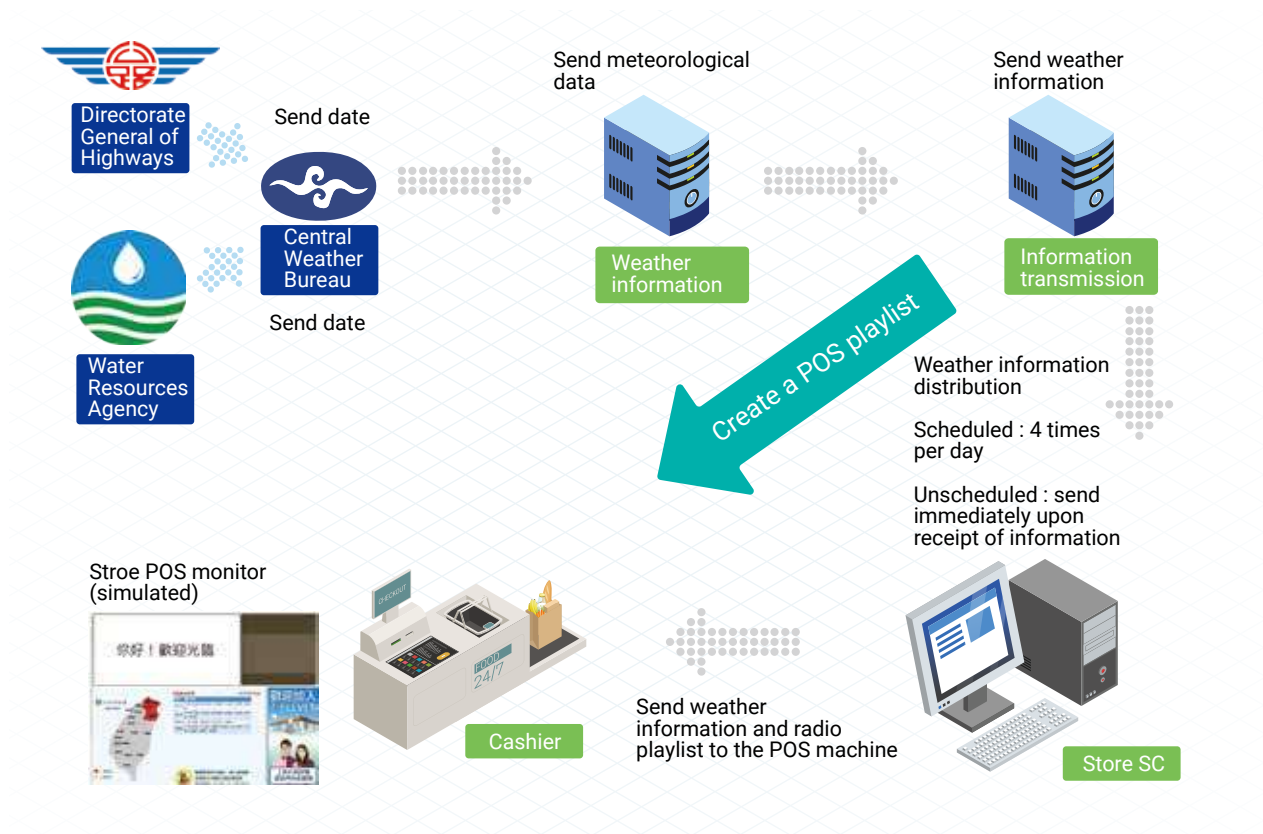 Directorate
General of
Highways
Send date
Central
Weather
Bureau
Send date
Water
Resources
Agency
Send meteorological
data
Weather
information
Send weather
information
Information
transmission
Create a POS playlist
Weather information
distribution
Scheduled : 4 times
per day
Unscheduled : send
immediately upon
receipt of information
Store SC
Send weather
information and radio
playlist to the POS machine
CHECKOUT
FOOD
24/7
Cashier
Stroe POS monitor
(simulated)
你好！歡迎光臨